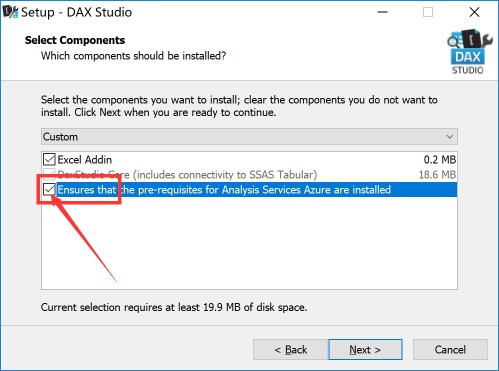 Setup - DAX Studio
Select Components
Which components should be installed?
DAX
STUDIO
Select the components you want to install; clear the components you do not want to
install. Click Next when you are ready to continue.
Custom
Excel Addin 0.2 MB
DaxStudio Core (includes connectivity to SSAS Tabular) 18.6 MB
Ensures that the pre-requisites for Analysis Services Azure are installed
Current selection requires at least 19.9 MB of disk space.
< Back
Next >
Cancel